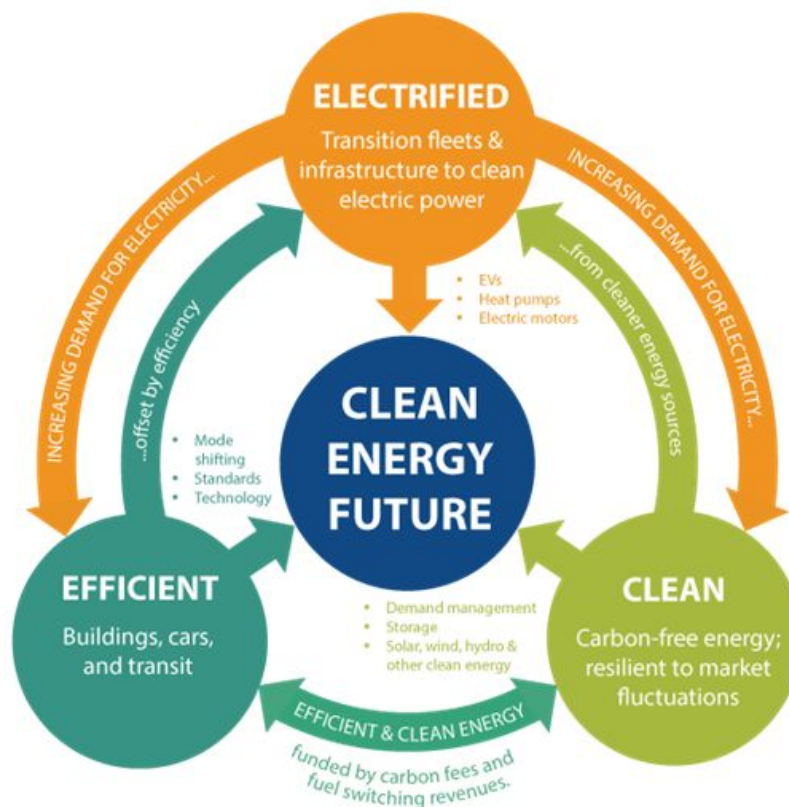 ELECTRIFIED
Transition fleets &
infrastructure to clean
electric power
INCREASING DEMAND FOR ELECTRICITY...
...offset by efficiency
INCREASING DEMAND FOR ELECTRICITY...
...from cleaner energy sources
▪ EVs
▪ Heat pumps
▪ Electric motors
CLEAN
ENERGY
FUTURE
▪ Mode
shifting
▪ Standards
▪ Technology
EFFICIENT
Buildings, cars,
and transit
▪ Demand management
▪ Storage
▪ Solar, wind, hydro &
other clean energy
CLEAN
Carbon-free energy;
resilient to market
fluctuations
EFFICIENT & CLEAN ENERGY
funded by carbon fees and
fuel switching revenues.